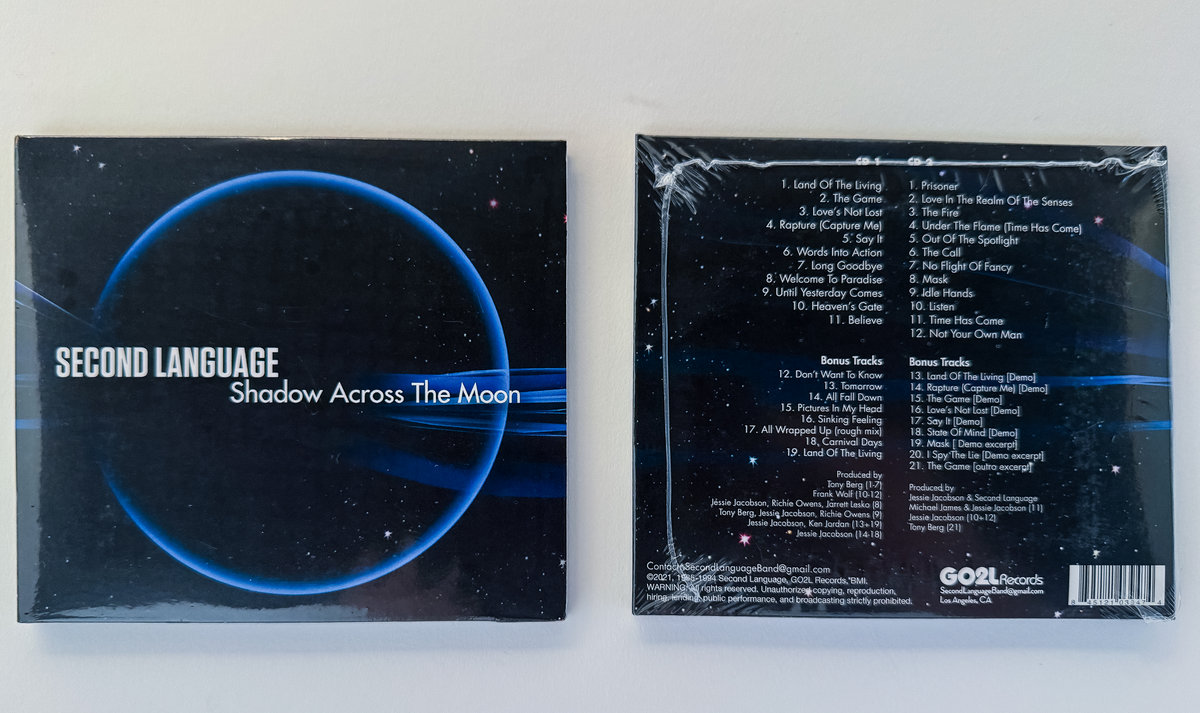 SECOND LANGUAGE
Shadow Across The Moon
CD 1
1. Land Of The Living
2. The Game
3. Love's Not Lost
4. Rapture (Capture Me)
5. Say It
6. Words Into Action
7. Long Goodbye
8. Welcome To Paradise
9. Until Yesterday Comes
10. Heaven's Gate
11. Believe
Bonus Tracks
12. Don't Want To Know
13. Tomorrow
14. All Fall Down
15. Pictures In My Head
16. Sinking Feeling
17. All Wrapped Up (rough mix)
18. Carnival Days
19. Land Of The Living
Produced by
Tony Berg (1-7)
Frank Wolf (10-12)
Jessie Jacobson, Richie Owens, Jarrett Lesko (8)
Tony Berg, Jessie Jacobson, Richie Owens (9)
Jessie Jacobson, Ken Jordan (13+19)
Jessie Jacobson (14-18)
CD 2
1. Prisoner
2. Love In The Realm Of The Senses
3. The Fire
4. Under The Flame (Time Has Come)
5. Out Of The Spotlight
6. The Call
7. No Flight Of Fancy
8. Mask
9. Idle Hands
10. Listen
11. Time Has Come
12. Not Your Own Man
Bonus Tracks
13. Land Of The Living [Demo]
14. Rapture (Capture Me) [Demo]
15. The Game [Demo]
16. Love's Not Lost [Demo]
17. Say It [Demo]
18. State Of Mind [Demo]
19. Mask [ Demo excerpt]
20. I Spy The Lie [Demo excerpt]
21. The Game [outro excerpt]
Produced by
Jessie Jacobson & Second Language
Michael James & Jessie Jacobson (11)
Jessie Jacobson (10+12)
Tony Berg (21)
Contact: SecondLanguageBand@gmail.com
©2021, 1985-1994 Second Language, GO2L Records, BMI.
WARNING: All rights reserved. Unauthorized copying, reproduction,
hiring, lending, public performance, and broadcasting strictly prohibited.
GO2L Records
SecondLanguageBand@gmail.com
Los Angeles, CA